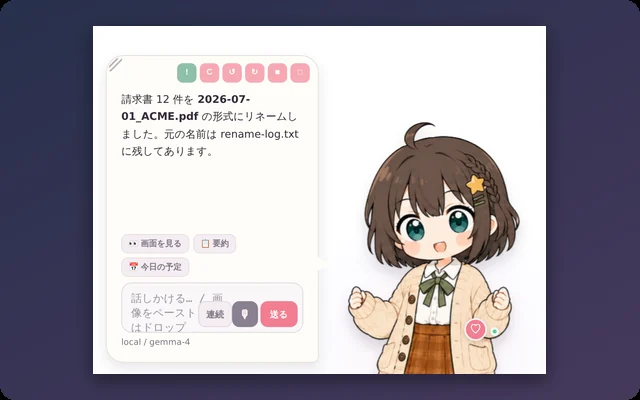 ! C ↺ ↻
請求書 12 件を 2026-07-
01_ACME.pdf の形式にリネームし
ました。元の名前は rename-log.txt
に残してあります。
👀 画面を見る 📋 要約
📅 今日の予定
話しかける… / 画
像をペースト
はドロップ
連続 🎙 送る
local / gemma-4